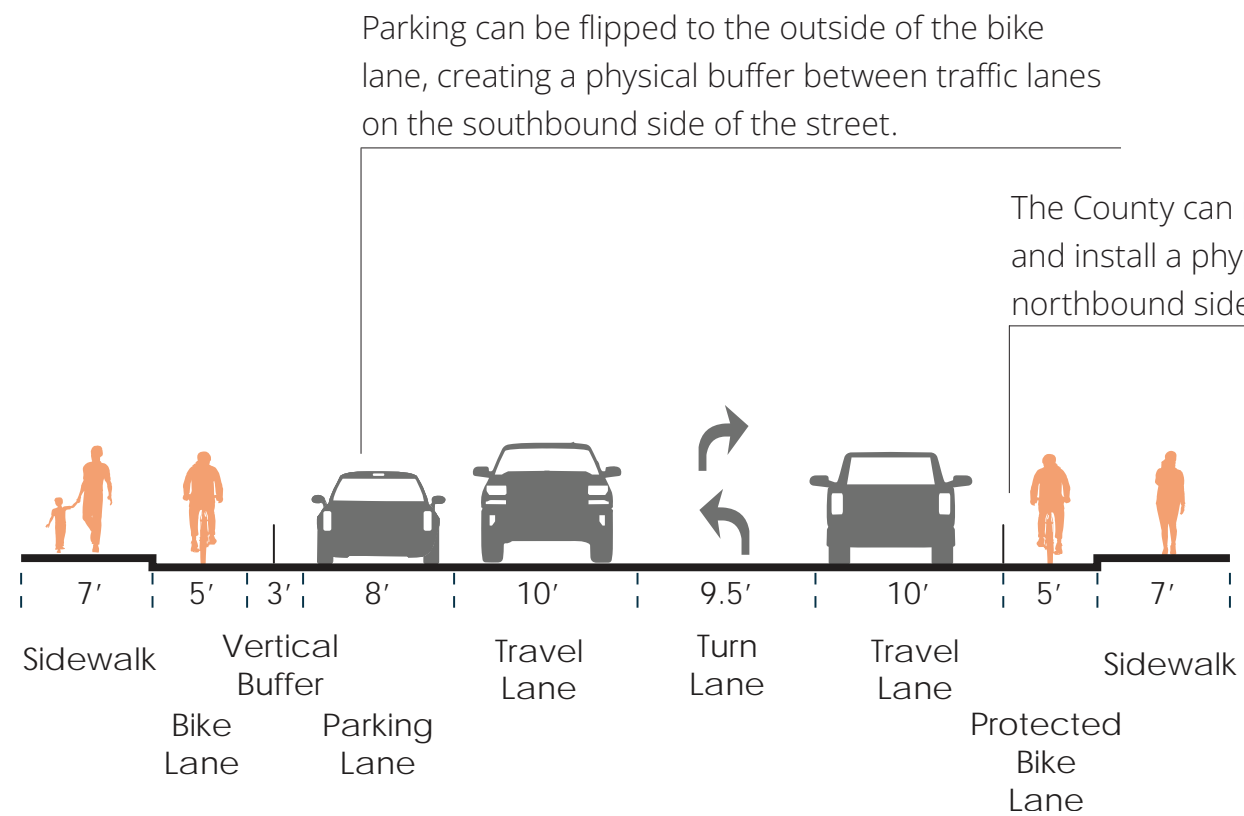 Parking can be flipped to the outside of the bike
lane, creating a physical buffer between traffic lanes
on the southbound side of the street.
The County can
and install a phy
northbound side
7’ 5’ 3’ 8’ 10’ 9.5’ 10’ 5’ 7’
Sidewalk
Vertical
Buffer
Bike
Lane
Parking
Lane
Travel
Lane
Turn
Lane
Travel
Lane
Protected
Bike
Lane
Sidewalk